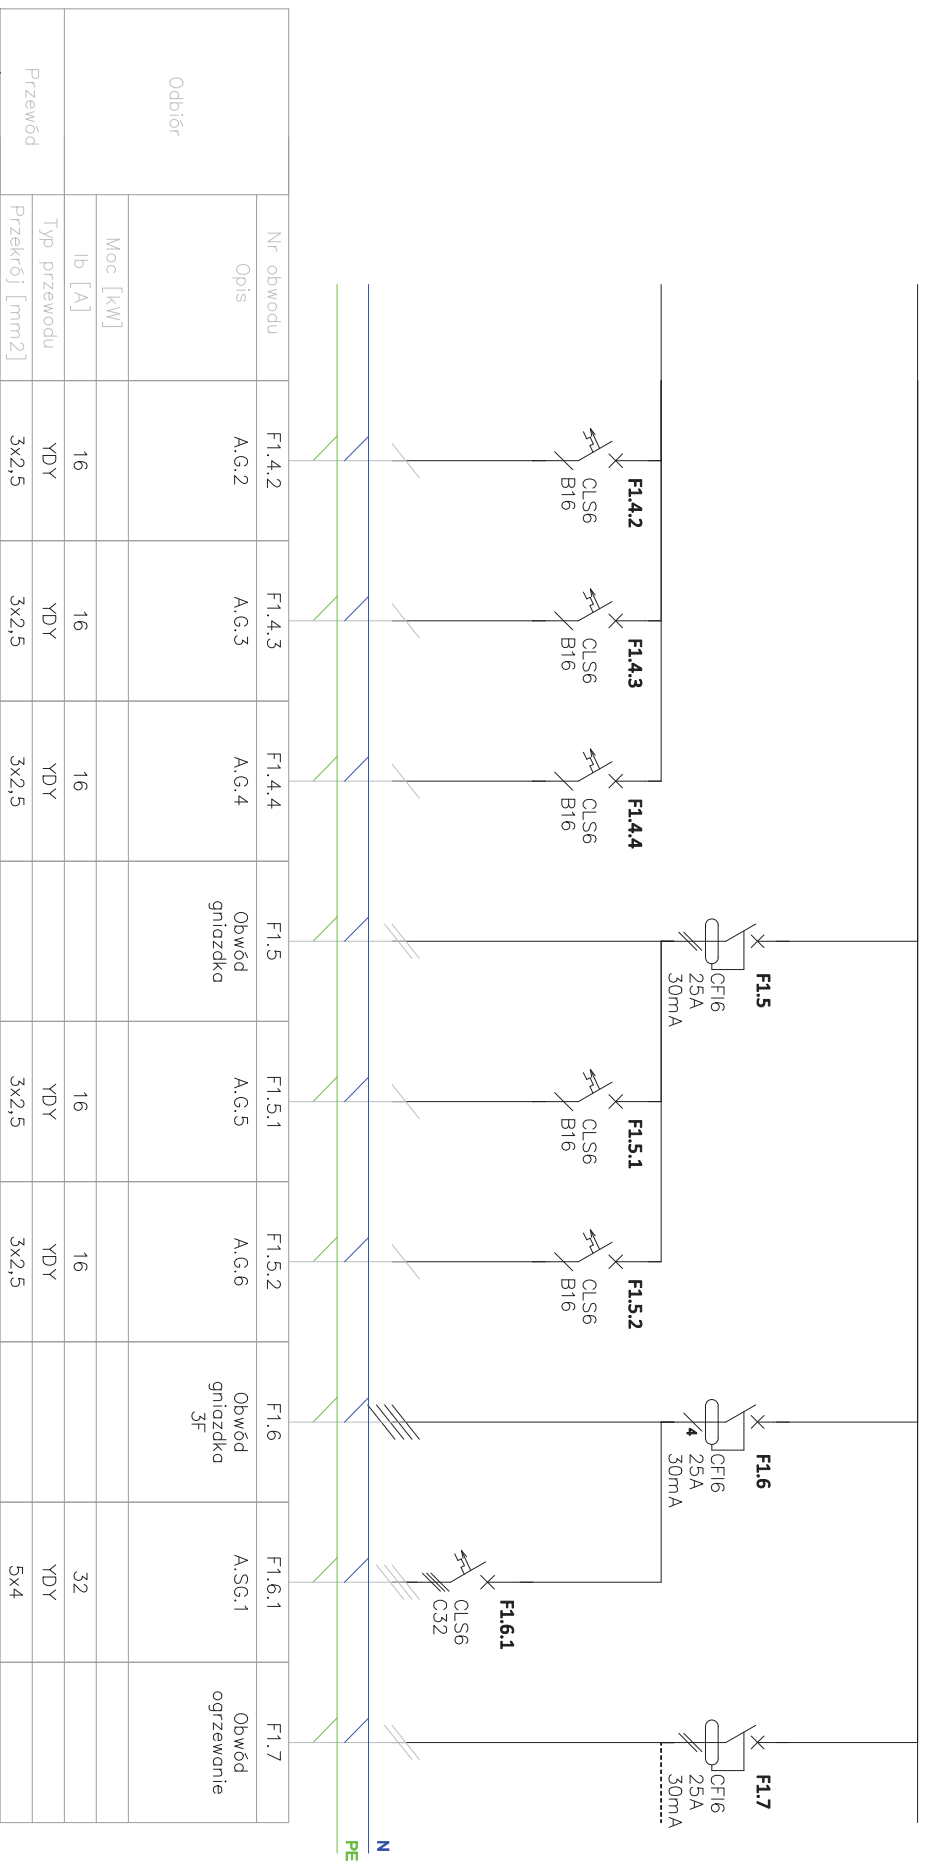 F1.5
CFI6
25A
30mA
F1.6
4
CFI6
25A
30mA
F1.7
CFI6
25A
30mA
F1.4.2
CLS6
B16
F1.4.3
CLS6
B16
F1.4.4
CLS6
B16
F1.5.1
CLS6
B16
F1.5.2
CLS6
B16
F1.6.1
CLS6
C32
N
PE
Odbiór
Nr obwodu F1.4.2 F1.4.3 F1.4.4 F1.5 F1.5.1 F1.5.2 F1.6 F1.6.1 F1.7
Opis A.G.2 A.G.3 A.G.4 Obwód A.G.5 A.G.6 Obwód A.SG.1 Obwód
gniazdka gniazdka ogrzewanie
3F
Moc [kW]
Ib [A] 16 16 16 16 16 32
Przewód
Typ przewodu YDY YDY YDY YDY YDY YDY
Przekrój [mm2] 3x2,5 3x2,5 3x2,5 3x2,5 3x2,5 5x4